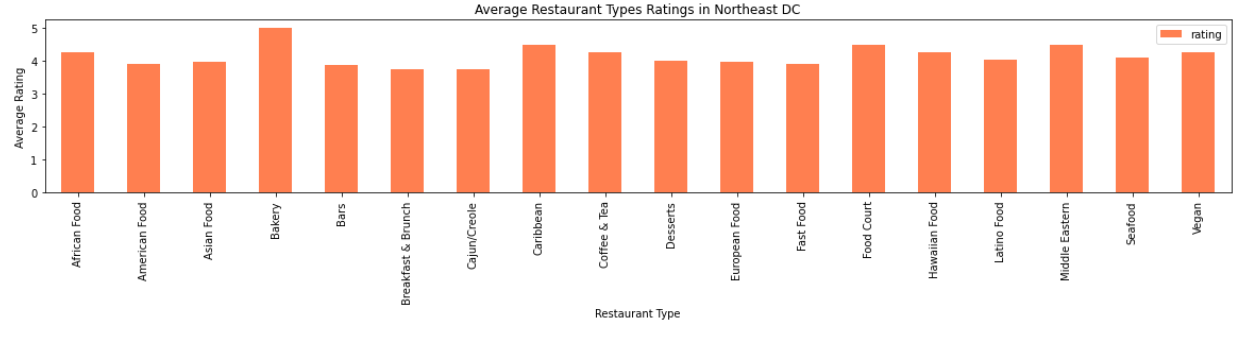 Average Restaurant Types Ratings in Northeast DC
rating
Average Rating
5
4
3
2
1
0
African Food
American Food
Asian Food
Bakery
Bars
Breakfast & Brunch
Cajun/Creole
Caribbean
Coffee & Tea
Desserts
European Food
Fast Food
Food Court
Hawaiian Food
Latino Food
Middle Eastern
Seafood
Vegan
Restaurant Type